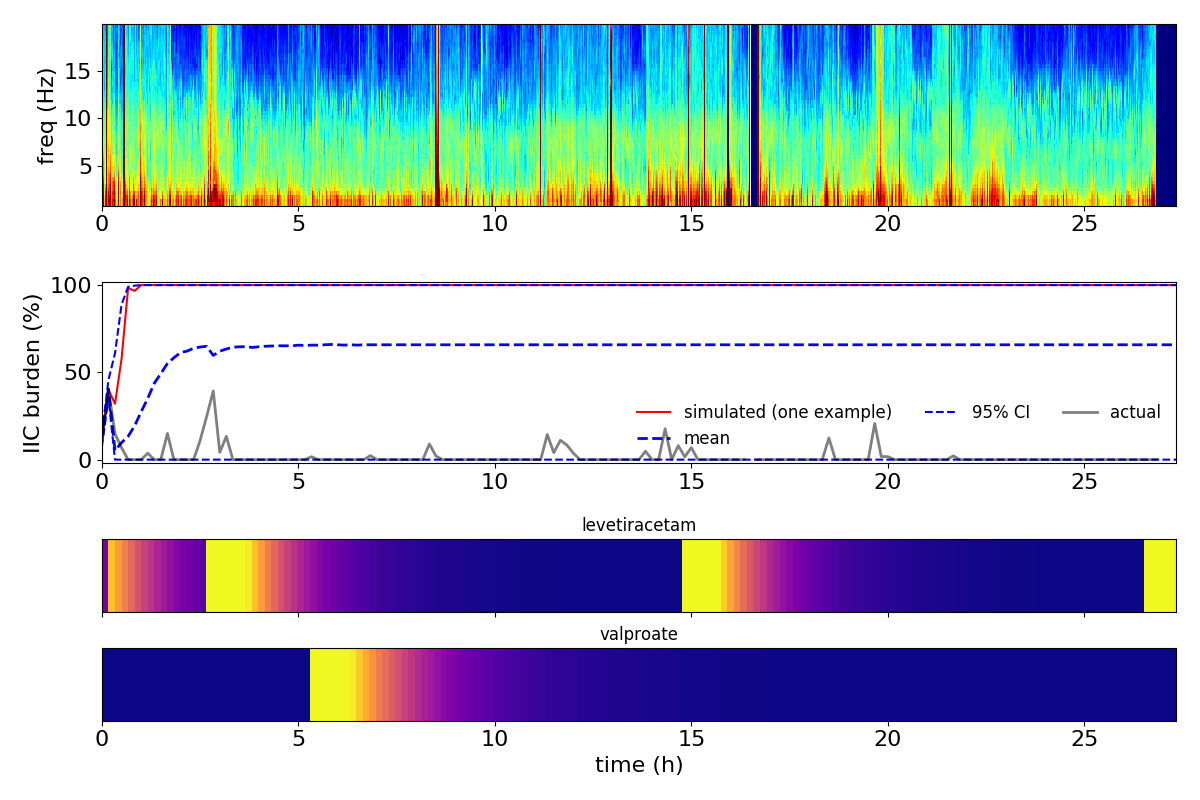 freq (Hz)
15
10
5
0 5 10 15 20 25
IIC burden (%)
100
50
0
simulated (one example)
mean
95% CI
actual
0 5 10 15 20 25
levetiracetam
valproate
0 5 10 15 20 25
time (h)